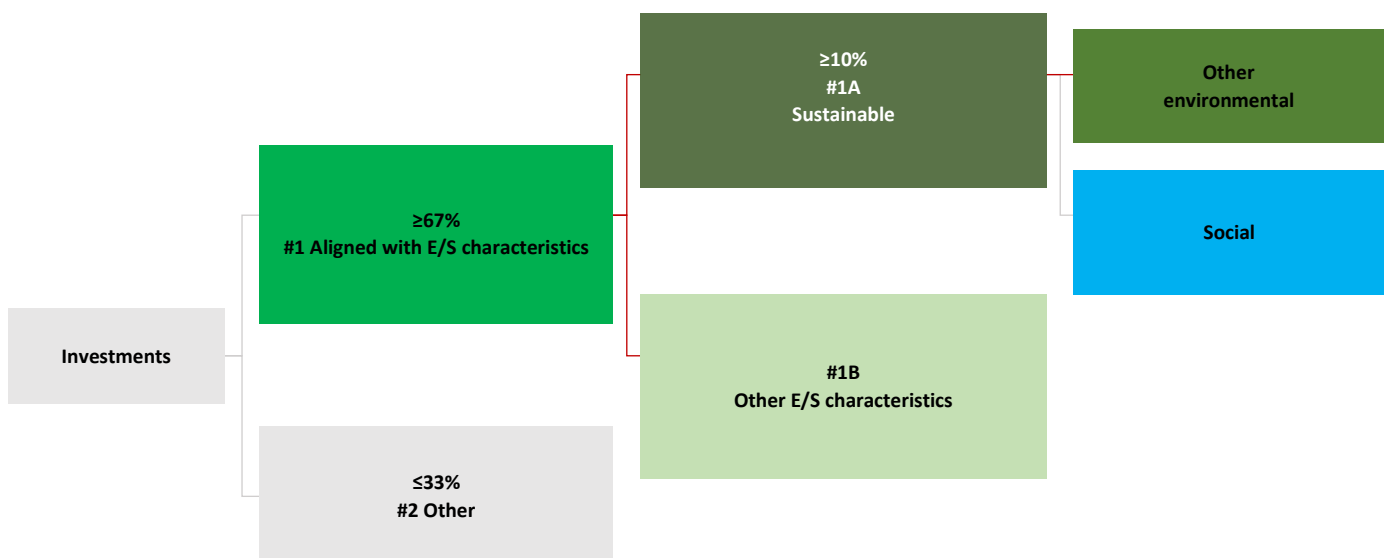 Investments
≥67%
#1 Aligned with E/S characteristics
≤33%
#2 Other
≥10%
#1A
Sustainable
#1B
Other E/S characteristics
Other
environmental
Social